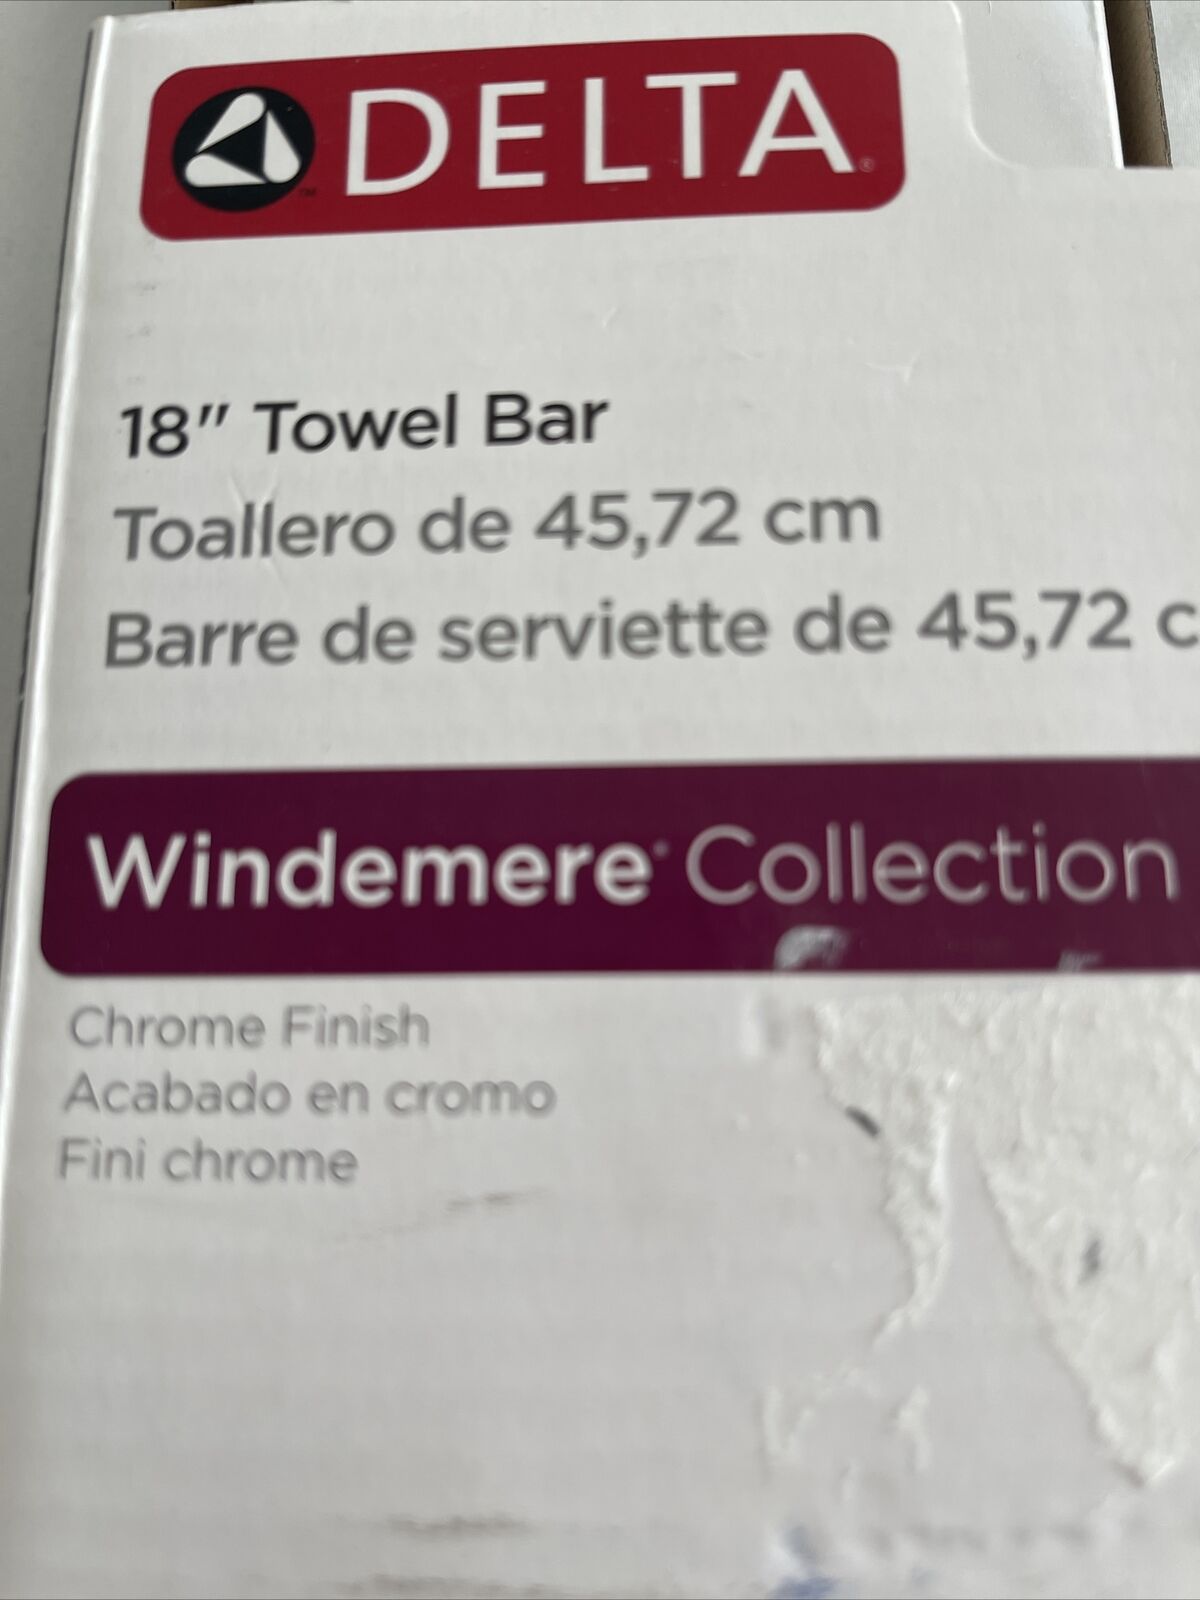 DELTA®
18" Towel Bar
Toallero de 45,72 cm
Barre de serviette de 45,72 c
Windemere® Collection
Chrome Finish
Acabado en cromo
Fini chrome